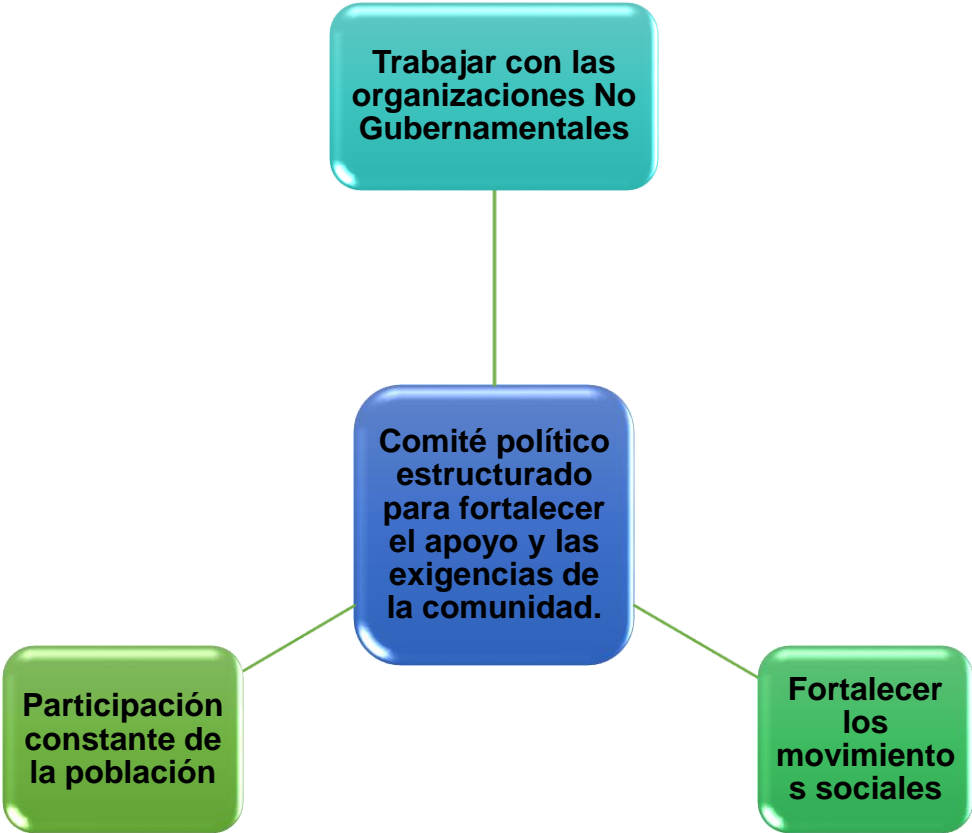 Trabajar con las
organizaciones No
Gubernamentales
Comité político
estructurado
para fortalecer
el apoyo y las
exigencias de
la comunidad.
Participación
constante de
la población
Fortalecer
los
movimiento
s sociales